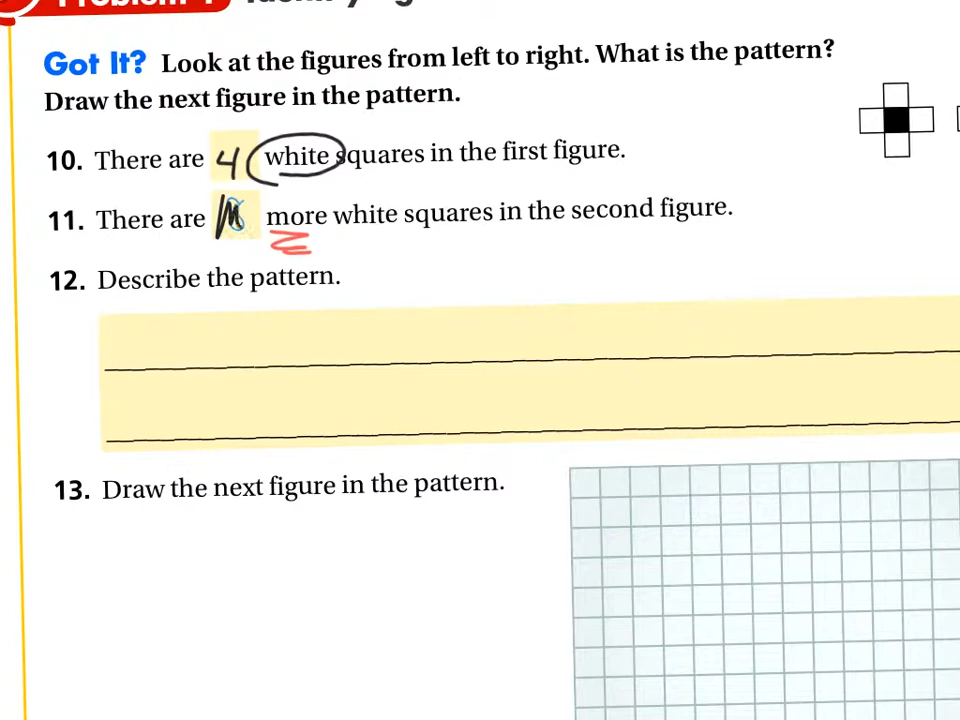 Got It? Look at the figures from left to right. What is the pattern?
Draw the next figure in the pattern.
10. There are 4 white squares in the first figure.
11. There are more white squares in the second figure.
12. Describe the pattern.
13. Draw the next figure in the pattern.